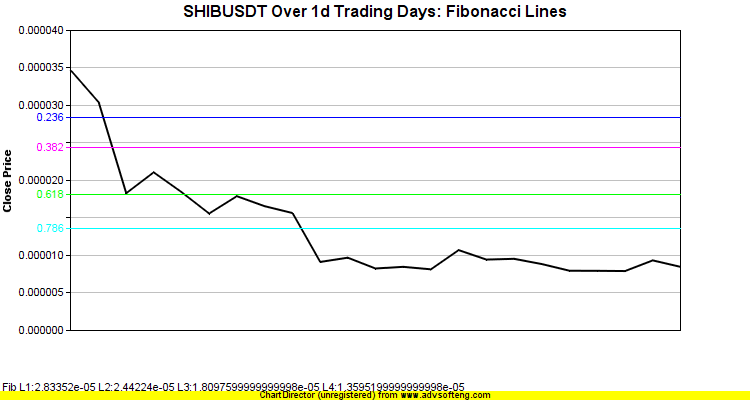 SHIBUSDT Over 1d Trading Days: Fibonacci Lines
Close Price
0.000040
0.000035
0.000030
0.236
0.382
0.000020
0.618
0.786
0.000010
0.000005
0.000000
Fib L1:2.83352e-05 L2:2.44224e-05 L3:1.8097599999999998e-05 L4:1.3595199999999998e-05
ChartDirector (unregistered) from www.advsofteng.com